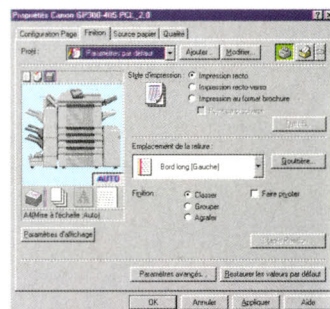 Propriétés Canon GP300-405 PCL_2.0
Configuration Page Finition Source papier Qualité
Profil : Paramètres par défaut Ajouter... Modifier...
Style d'impression : Impression recto
Impression recto-verso
Impression au format brochure
Emplacement de la reliure :
Bord long [Gauche] Gouttière...
AUTO
Finition : Classer Faire pivoter
Grouper
Agrafer
A4(Mise à l'échelle :Auto)
Paramètres d'affichage
Paramètres avancés... Restaurer les valeurs par défaut
OK Annuler Appliquer Aide